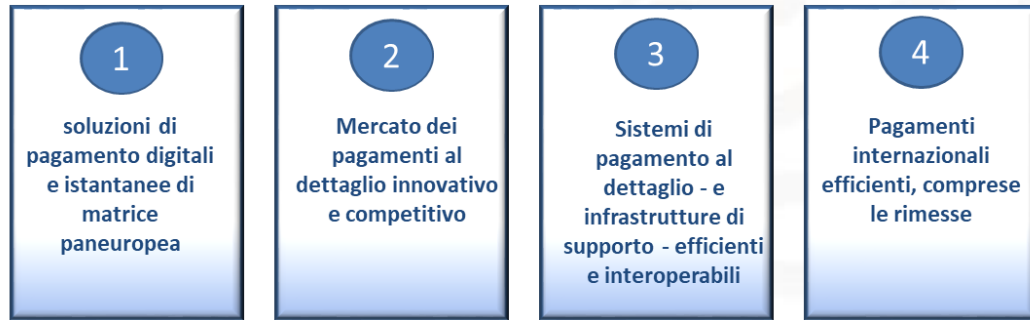 1
soluzioni di
pagamento digitali
e istantanee di
matrice
paneuropea
2
Mercato dei
pagamenti al
dettaglio innovativo
e competitivo
3
Sistemi di
pagamento al
dettaglio - e
infrastrutture di
supporto - efficienti
e interoperabili
4
Pagamenti
internazionali
efficienti, comprese
le rimesse